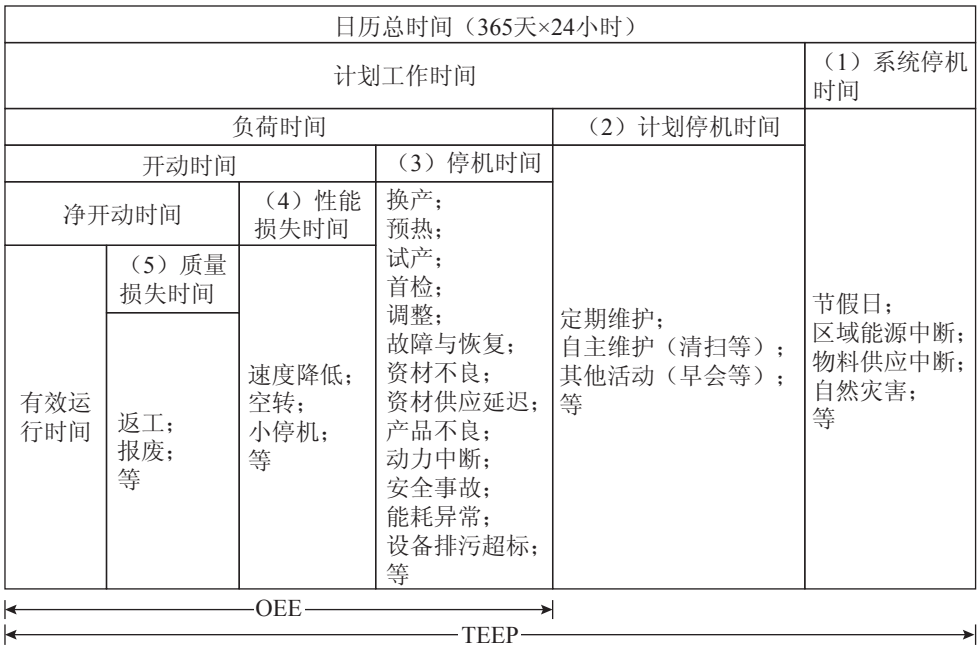 日历总时间（365天×24小时）
计划工作时间
（1）系统停机
时间
负荷时间
（2）计划停机时间
开动时间
（3）停机时间
净开动时间
（4）性能
损失时间
有效运
行时间
（5）质量
损失时间
返工；
报废；
等
速度降低；
空转；
小停机；
等
换产；
预热；
试产；
首检；
调整；
故障与恢复；
资材不良；
资材供应延迟；
产品不良；
动力中断；
安全事故；
能耗异常；
设备排污超标；
等
定期维护；
自主维护（清扫等）；
其他活动（早会等）；
等
节假日；
区域能源中断；
物料供应中断；
自然灾害；
等
OEE
TEEP